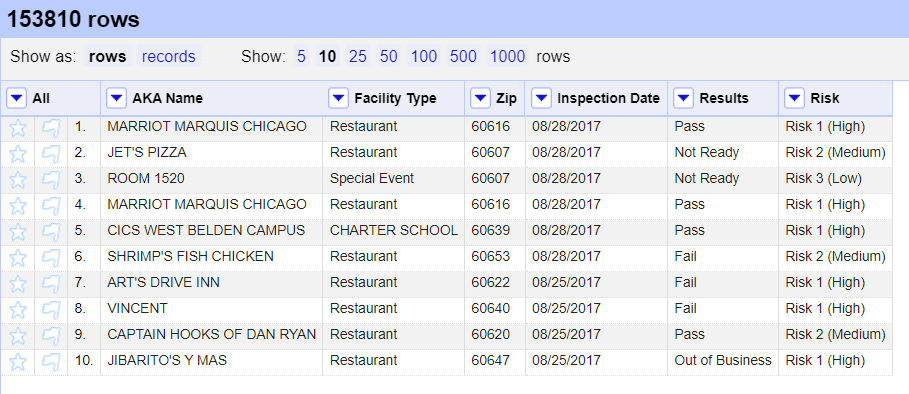 153810 rows
Show as: rows records Show: 5 10 25 50 100 500 1000 rows
All AKA Name Facility Type Zip Inspection Date Results Risk
1. MARRIOT MARQUIS CHICAGO Restaurant 60616 08/28/2017 Pass Risk 1 (High)
2. JET'S PIZZA Restaurant 60607 08/28/2017 Not Ready Risk 2 (Medium)
3. ROOM 1520 Special Event 60607 08/28/2017 Not Ready Risk 3 (Low)
4. MARRIOT MARQUIS CHICAGO Restaurant 60616 08/28/2017 Pass Risk 1 (High)
5. CICS WEST BELDEN CAMPUS CHARTER SCHOOL 60639 08/28/2017 Pass Risk 1 (High)
6. SHRIMP'S FISH CHICKEN Restaurant 60653 08/28/2017 Fail Risk 2 (Medium)
7. ART'S DRIVE INN Restaurant 60622 08/25/2017 Fail Risk 1 (High)
8. VINCENT Restaurant 60640 08/25/2017 Fail Risk 1 (High)
9. CAPTAIN HOOKS OF DAN RYAN Restaurant 60620 08/25/2017 Pass Risk 2 (Medium)
10. JIBARITO'S Y MAS Restaurant 60647 08/25/2017 Out of Business Risk 1 (High)